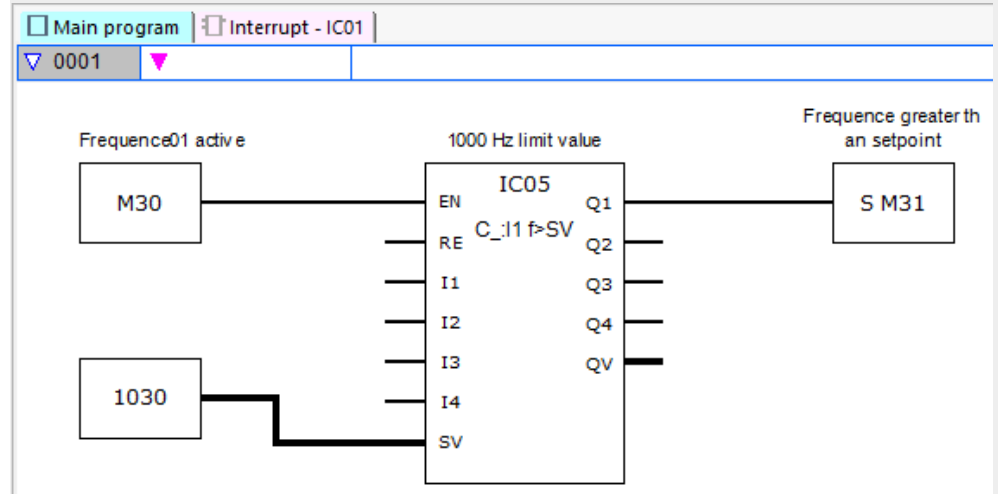 Main program
Interrupt - IC01
0001
Frequence01 active
1000 Hz limit value
Frequence greater th
an setpoint
M30
IC05
S M31
C_:I1 f>SV
EN
Q1
RE
Q2
I1
Q3
I2
Q4
I3
QV
1030
I4
SV